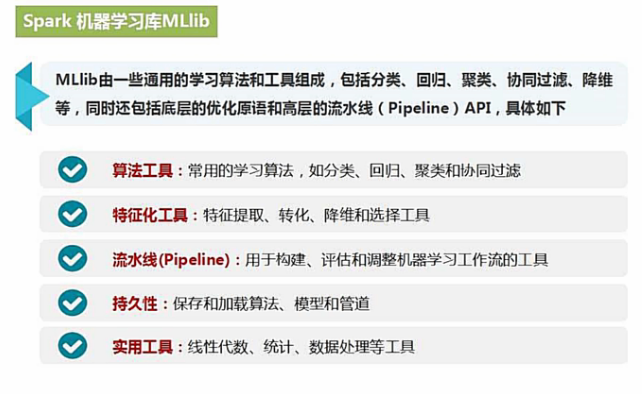 Spark 机器学习库MLlib
MLlib由一些通用的学习算法和工具组成，包括分类、回归、聚类、协同过滤、降维
等，同时还包括底层的优化原语和高层的流水线（Pipeline）API，具体如下
算法工具：常用的学习算法，如分类、回归、聚类和协同过滤
特征化工具：特征提取、转化、降维和选择工具
流水线(Pipeline)：用于构建、评估和调整机器学习工作流的工具
持久性：保存和加载算法、模型和管道
实用工具：线性代数、统计、数据处理等工具